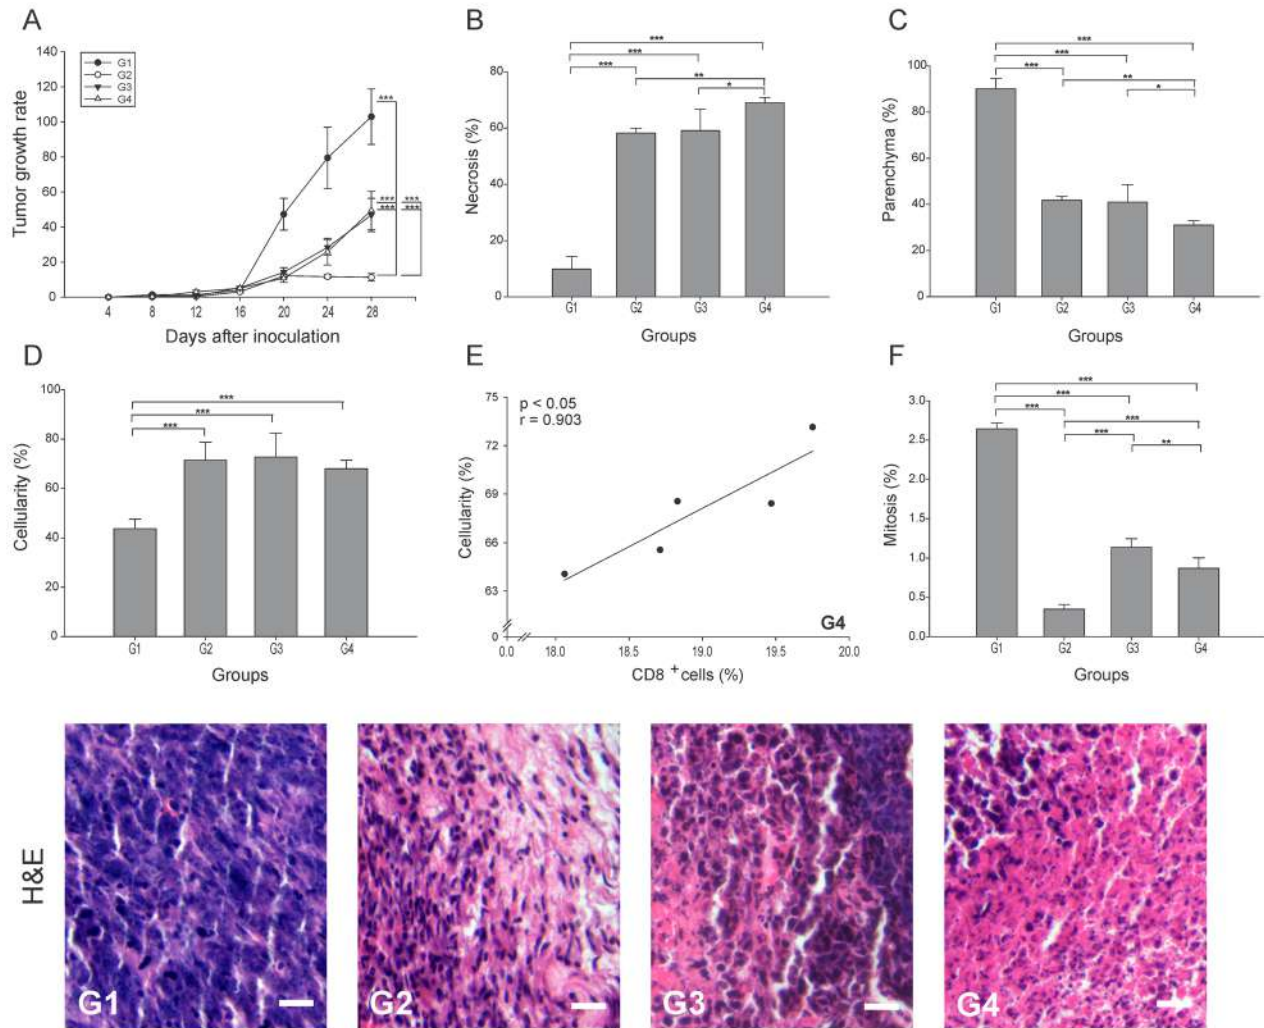 A
Tumor growth rate
140
120
100
80
60
40
20
0
G1
G2
G3
G4
***
*** ***
*** ***
4 8 12 16 20 24 28
Days after inoculation
B
Necrosis (%)
80
60
40
20
0
***
***
*** **
*
G1 G2 G3 G4
Groups
C
Parenchyma (%)
100
80
60
40
20
0
***
***
*** **
*
G1 G2 G3 G4
Groups
D
Cellularity (%)
100
80
60
40
20
0
***
***
***
G1 G2 G3 G4
Groups
E
Cellularity (%)
75
72
69
66
63
0
p < 0.05
r = 0.903
G4
0.0 18.0 18.5 19.0 19.5 20.0
CD8 + cells (%)
F
Mitosis (%)
3.0
2.5
2.0
1.5
1.0
0.5
0.0
***
***
*** ***
*** **
G1 G2 G3 G4
Groups
H&E
G1 G2 G3 G4